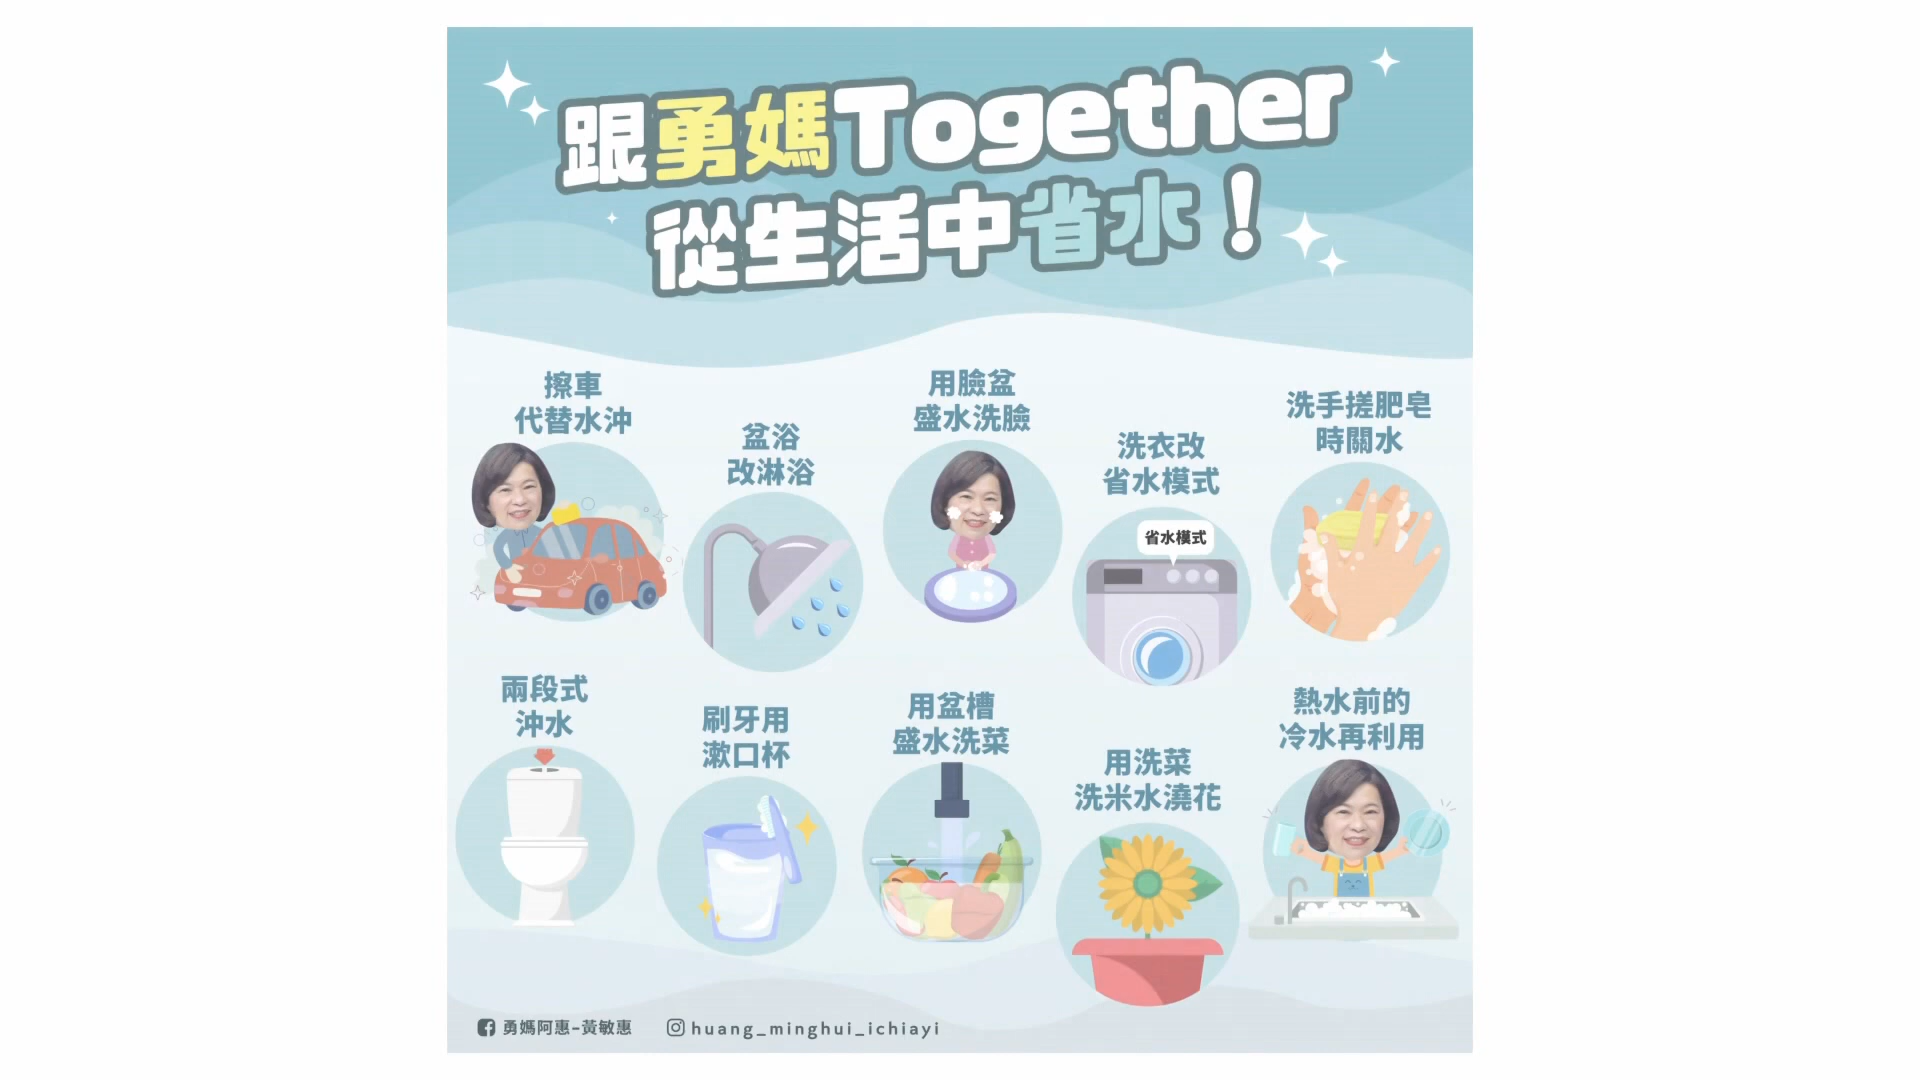 跟勇媽Together
從生活中省水！
擦車
代替水沖
盆浴
改淋浴
用臉盆
盛水洗臉
洗衣改
省水模式
省水模式
洗手搓肥皂
時關水
兩段式
沖水
刷牙用
漱口杯
用盆槽
盛水洗菜
用洗菜
洗米水澆花
熱水前的
冷水再利用
勇媽阿惠-黃敏惠
huang_minghui_ichiayi